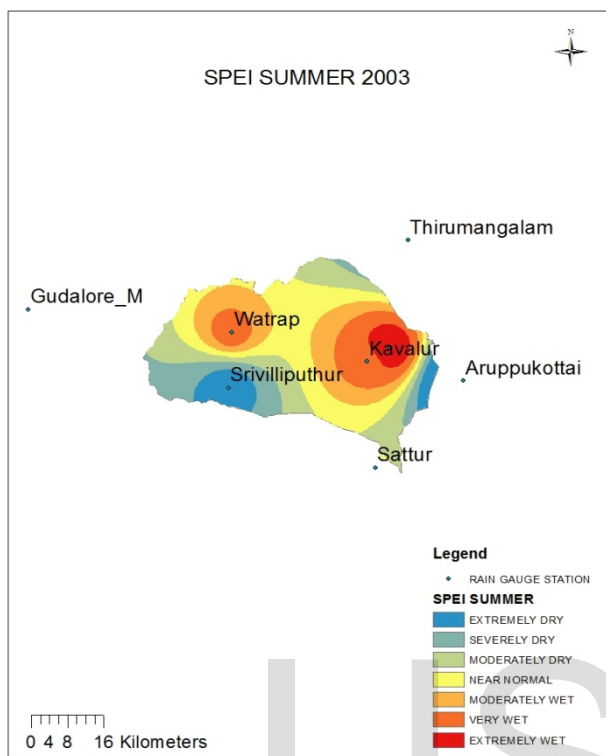 N
SPEI SUMMER 2003
Thirumangalam
Gudalore_M
Watrap
Kavalur
Srivilliputhur
Aruppukottai
Sattur
Legend
RAIN GAUGE STATION
SPEI SUMMER
EXTREMELY DRY
SEVERELY DRY
MODERATELY DRY
NEAR NORMAL
MODERATELY WET
VERY WET
EXTREMELY WET
0 4 8 16 Kilometers